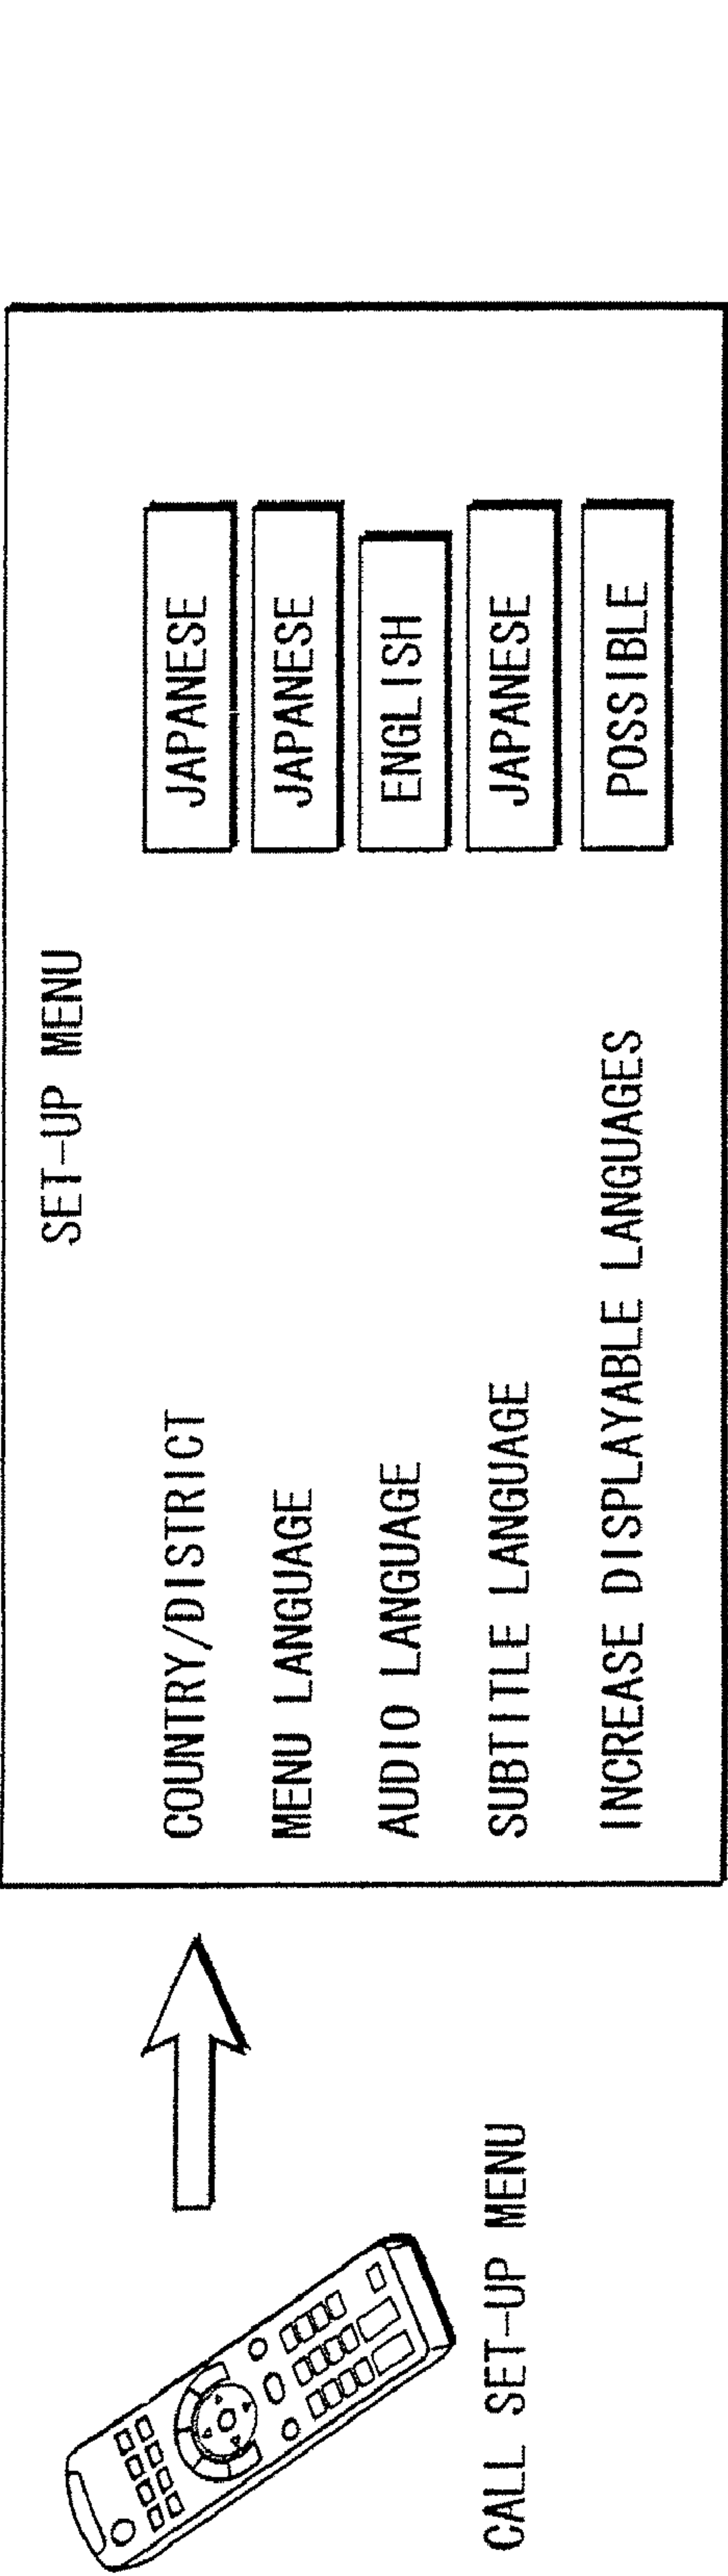 SET-UP MENU
COUNTRY/DISTRICT JAPANESE
MENU LANGUAGE JAPANESE
AUDIO LANGUAGE ENGLISH
SUBTITLE LANGUAGE JAPANESE
INCREASE DISPLAYABLE LANGUAGES POSSIBLE
CALL SET-UP MENU